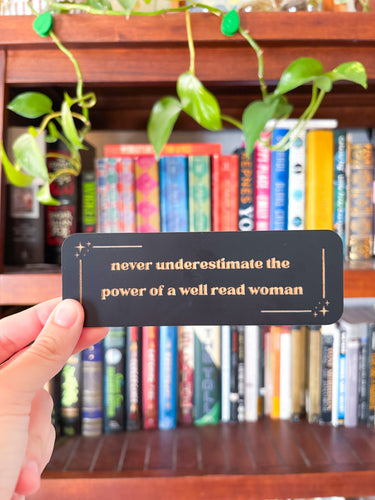 never underestimate the
power of a well read woman